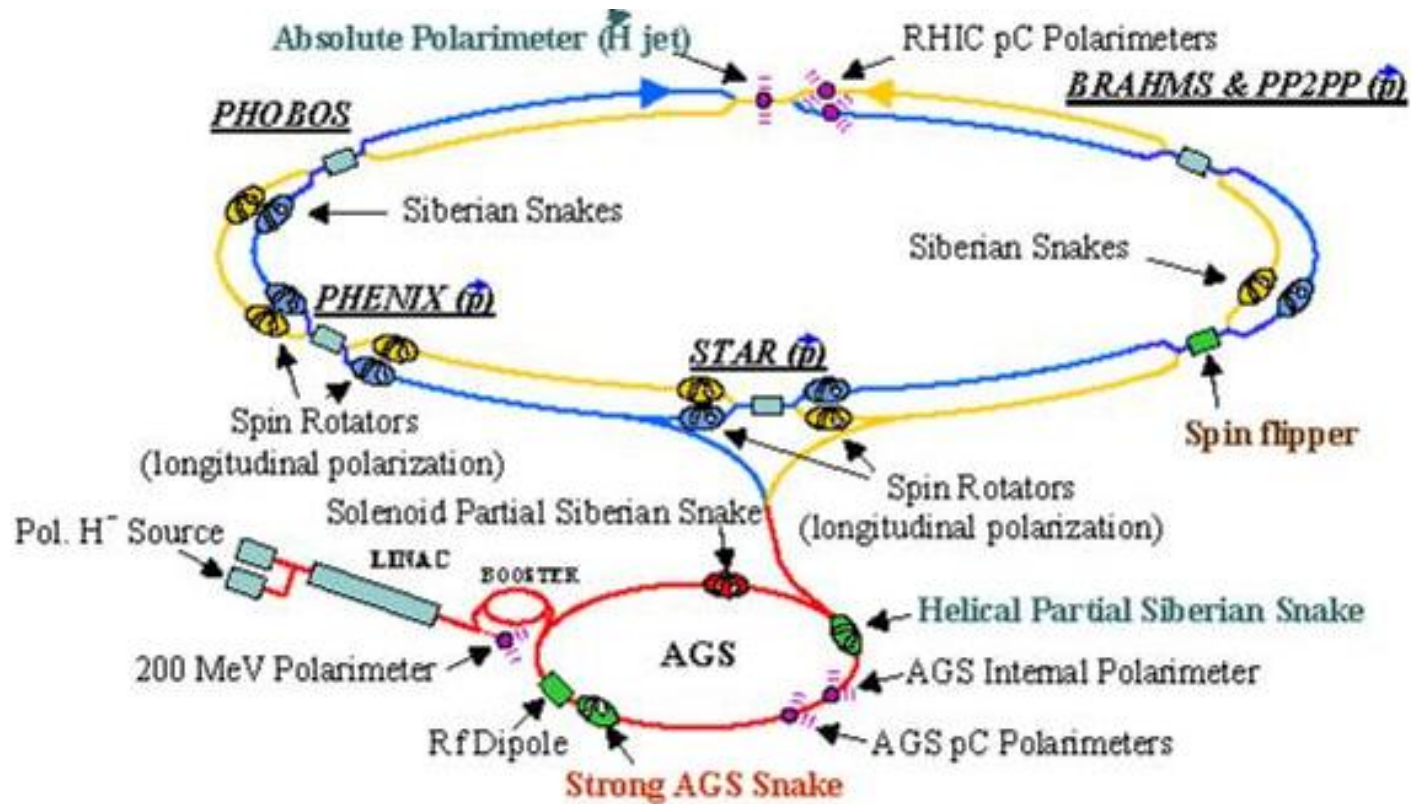 Absolute Polarimeter (H jet)
RHIC pC Polarimeters
PHOBOS
BRAHMS & PP2PP (p)
Siberian Snakes
Siberian Snakes
PHENIX (p)
STAR (p)
Spin Rotators
(longitudinal polarization)
Spin flipper
Spin Rotators
(longitudinal polarization)
Solenoid Partial Siberian Snake
Pol. H⁻ Source
LINAC
BOOSTER
Helical Partial Siberian Snake
AGS
200 MeV Polarimeter
AGS Internal Polarimeter
Rf Dipole
AGS pC Polarimeters
Strong AGS Snake